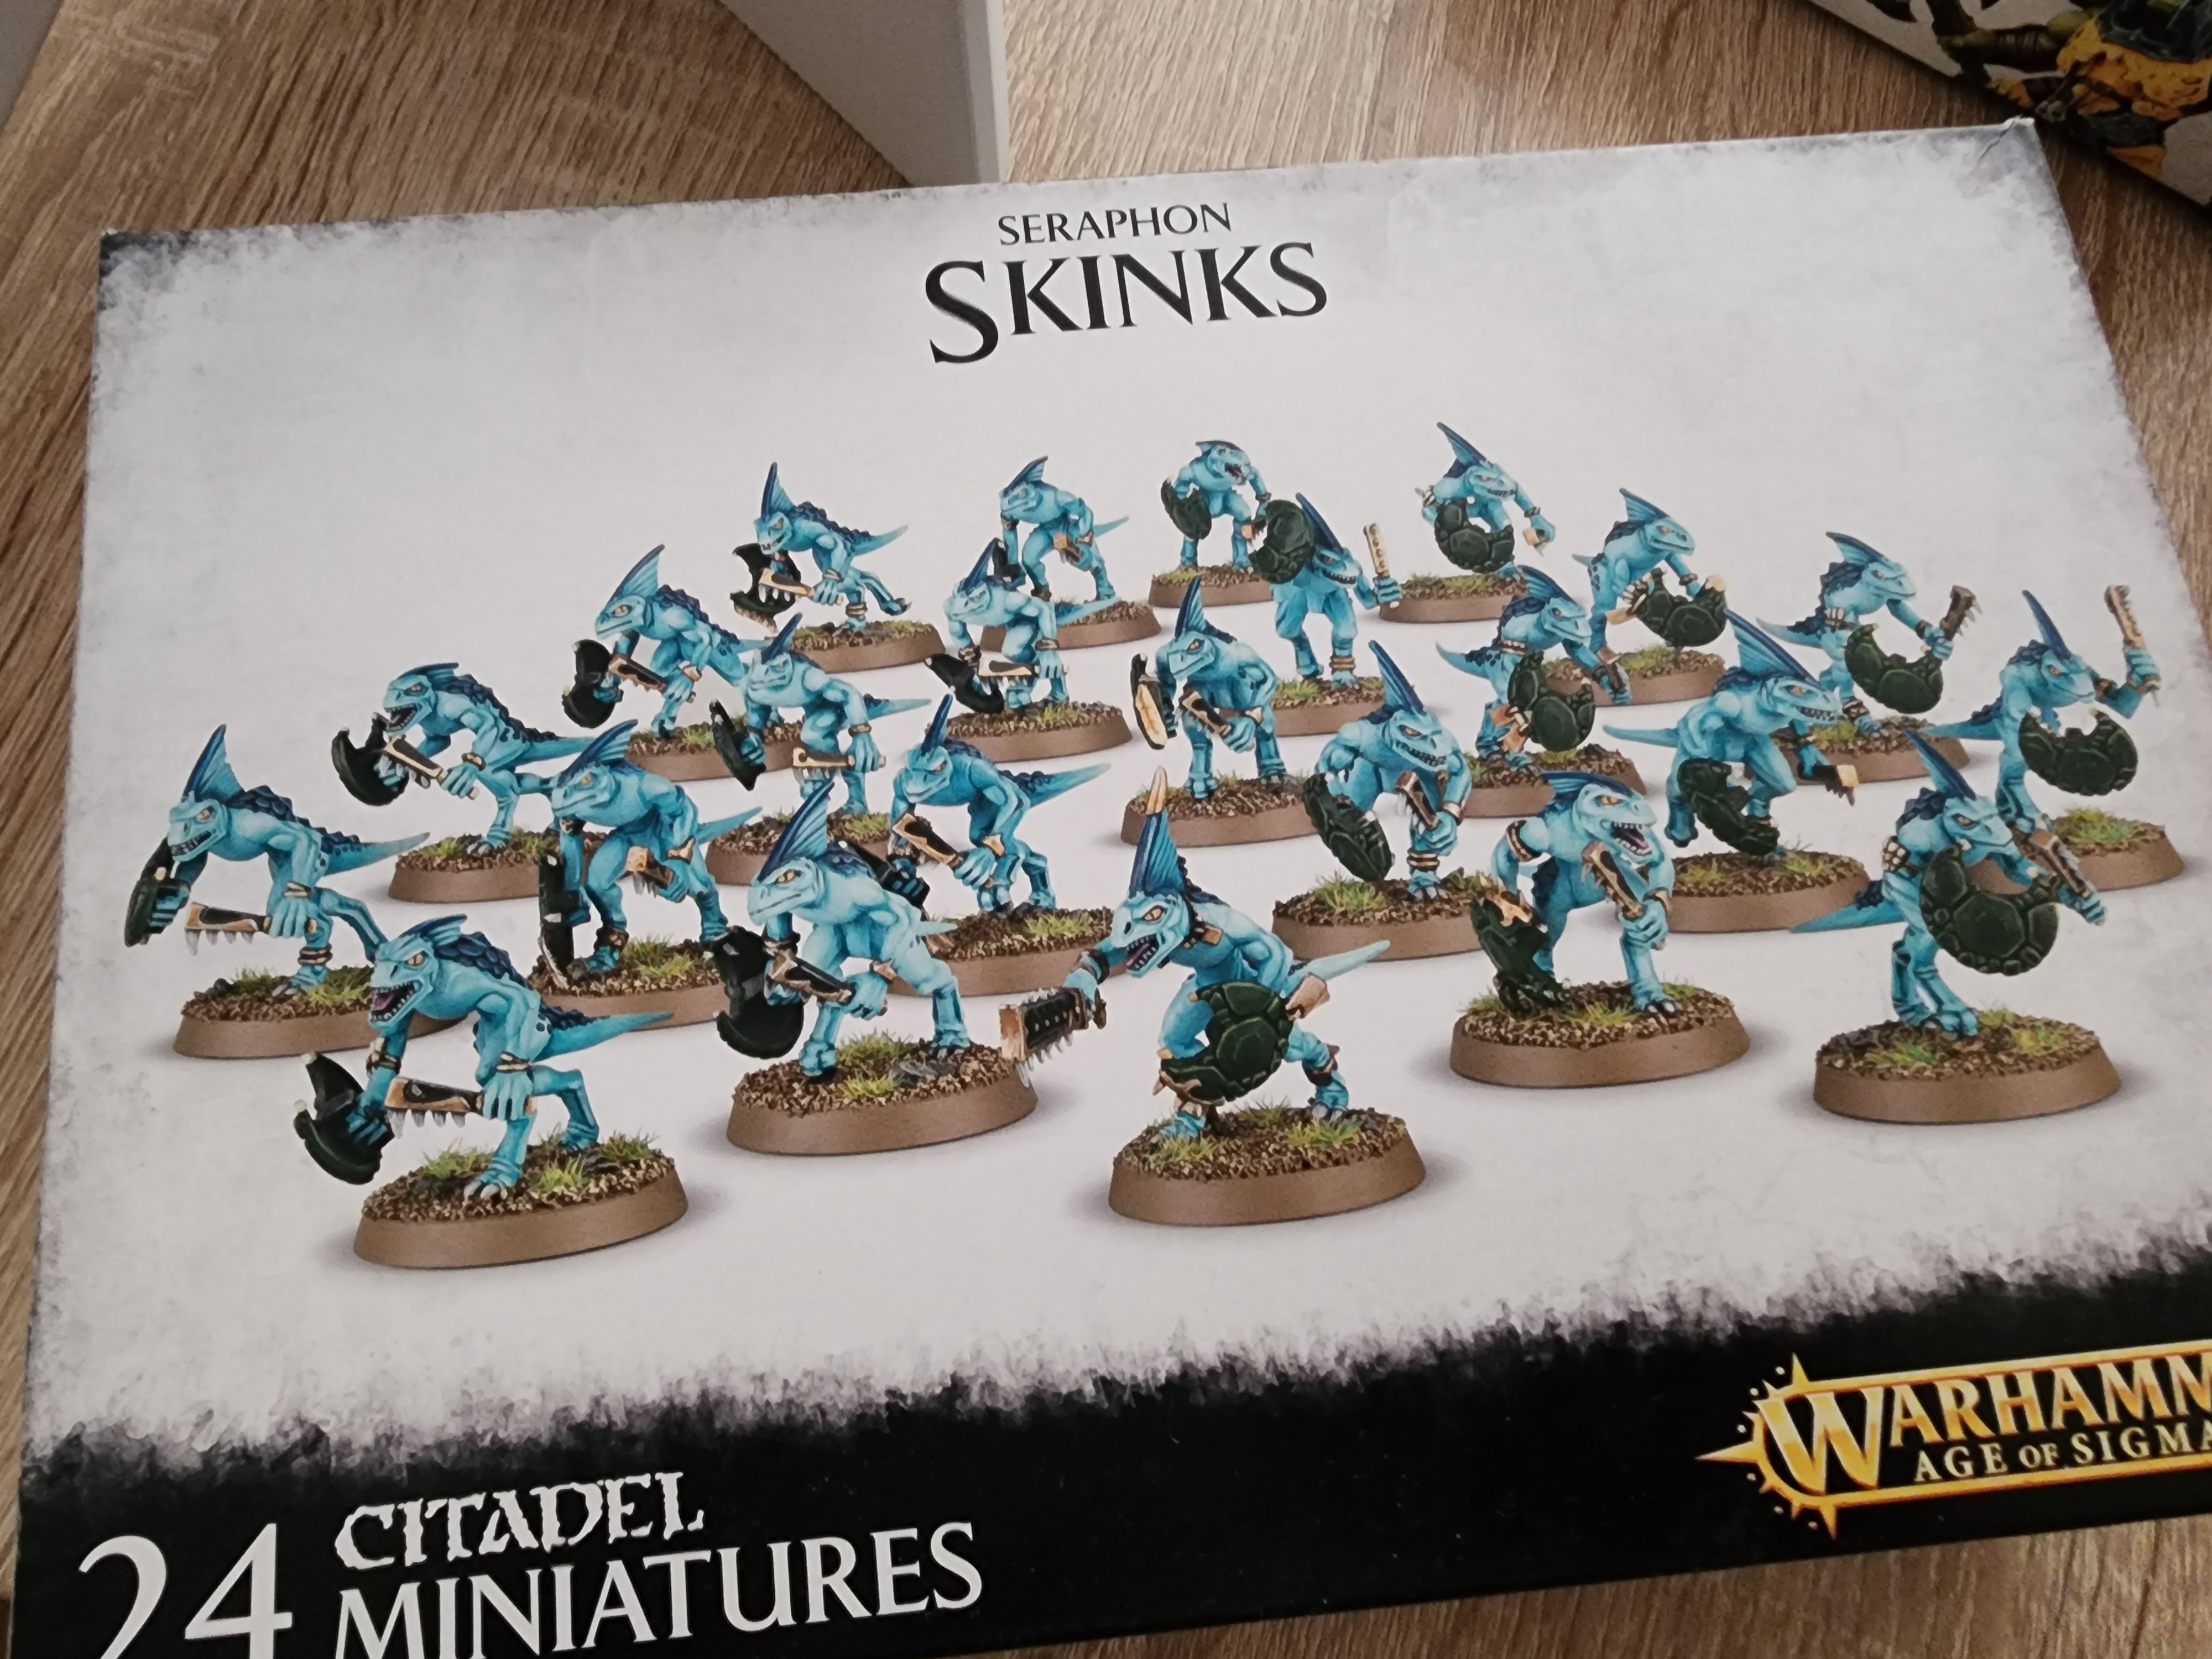 SERAPHON
SKINKS
24
CITADEL
MINIATURES
WARHAMM
AGE OF SIGMA